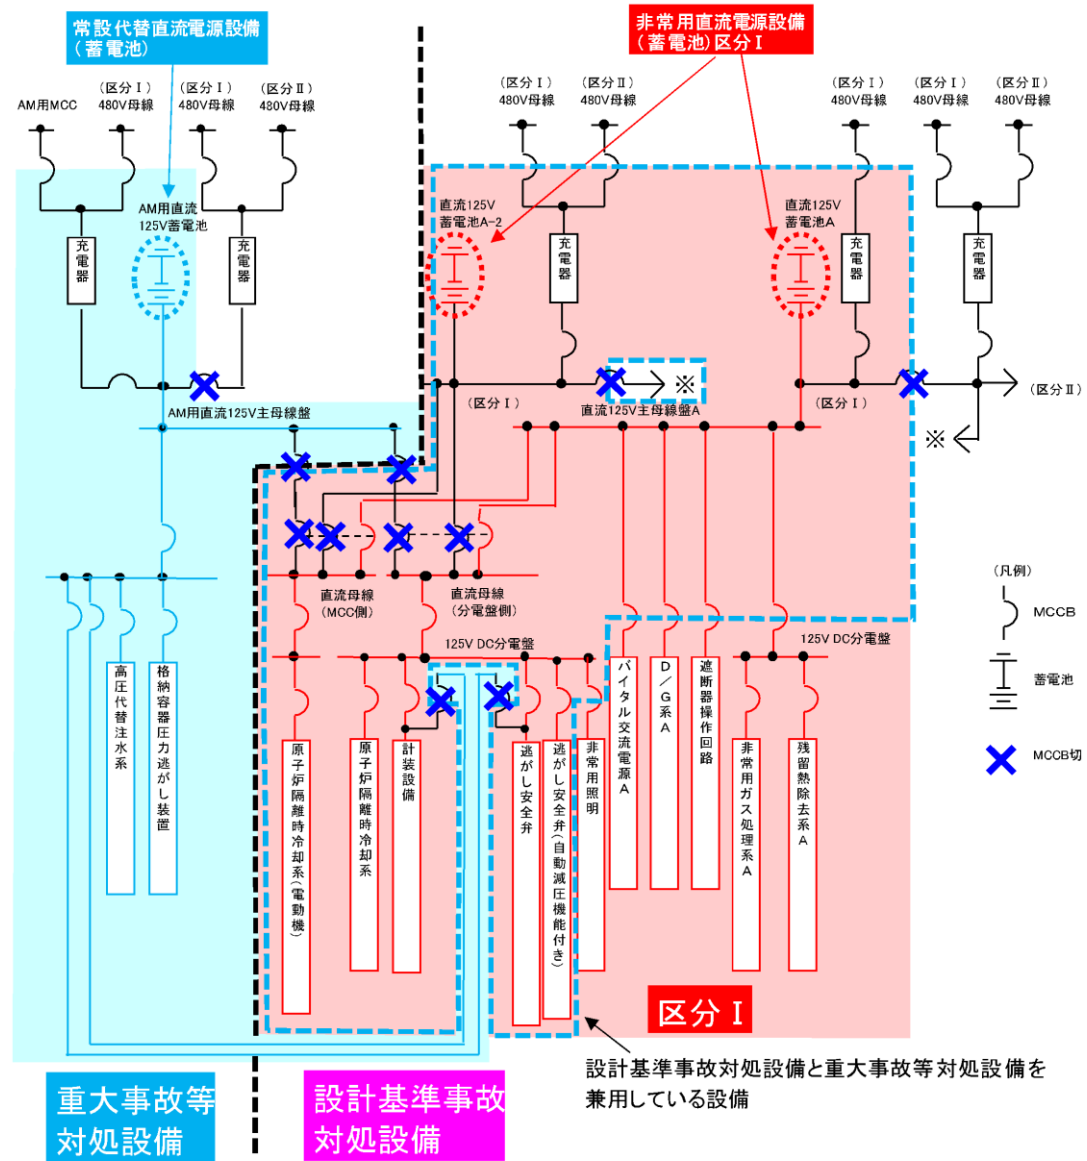 常設代替直流電源設備
(蓄電池)
非常用直流電源設備
(蓄電池)区分Ⅰ
AM用MCC
(区分Ⅰ)
480V母線
(区分Ⅰ)
480V母線
(区分Ⅱ)
480V母線
(区分Ⅰ)
480V母線
(区分Ⅱ)
480V母線
(区分Ⅰ)
480V母線
(区分Ⅰ)
480V母線
(区分Ⅱ)
480V母線
AM用直流
125V蓄電池
直流125V
蓄電池A-2
直流125V
蓄電池A
充電器
充電器
充電器
充電器
充電器
※
(区分Ⅱ)
(区分Ⅰ)
直流125V主母線盤A
(区分Ⅰ)
AM用直流125V主母線盤
※
直流母線
(MCC側)
直流母線
(分電盤側)
125V DC分電盤
125V DC分電盤
高圧代替注水系
格納容器圧力逃がし装置
原子炉隔離時冷却系(電動機)
原子炉隔離時冷却系
計装設備
逃がし安全弁
逃がし安全弁(自動減圧機能付き)
非常用照明
バイタル交流電源A
D/G系A
遮断器操作回路
非常用ガス処理系A
残留熱除去系A
(凡例)
MCCB
蓄電池
MCCB切
区分Ⅰ
設計基準事故対処設備と重大事故等対処設備を
兼用している設備
重大事故等
対処設備
設計基準事故
対処設備